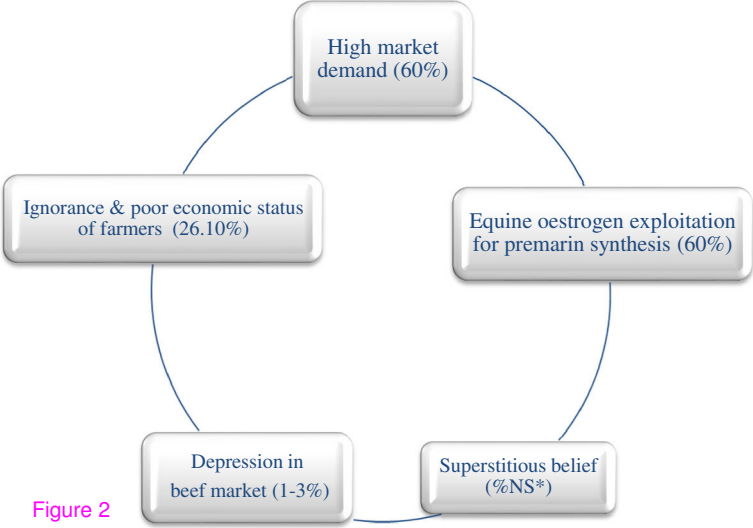 High market
demand (60%)
Ignorance & poor economic status
of farmers (26.10%)
Equine oestrogen exploitation
for premarin synthesis (60%)
Depression in
beef market (1-3%)
Superstitious belief
(%NS*)
Figure 2